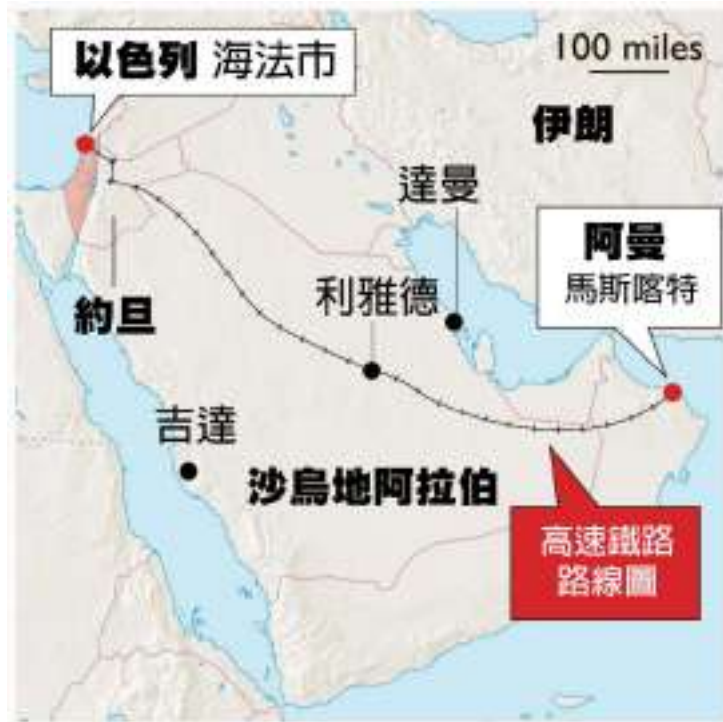 以色列 海法市
100 miles
伊朗
達曼
阿曼
馬斯喀特
利雅德
約旦
吉達
沙烏地阿拉伯
高速鐵路
路線圖